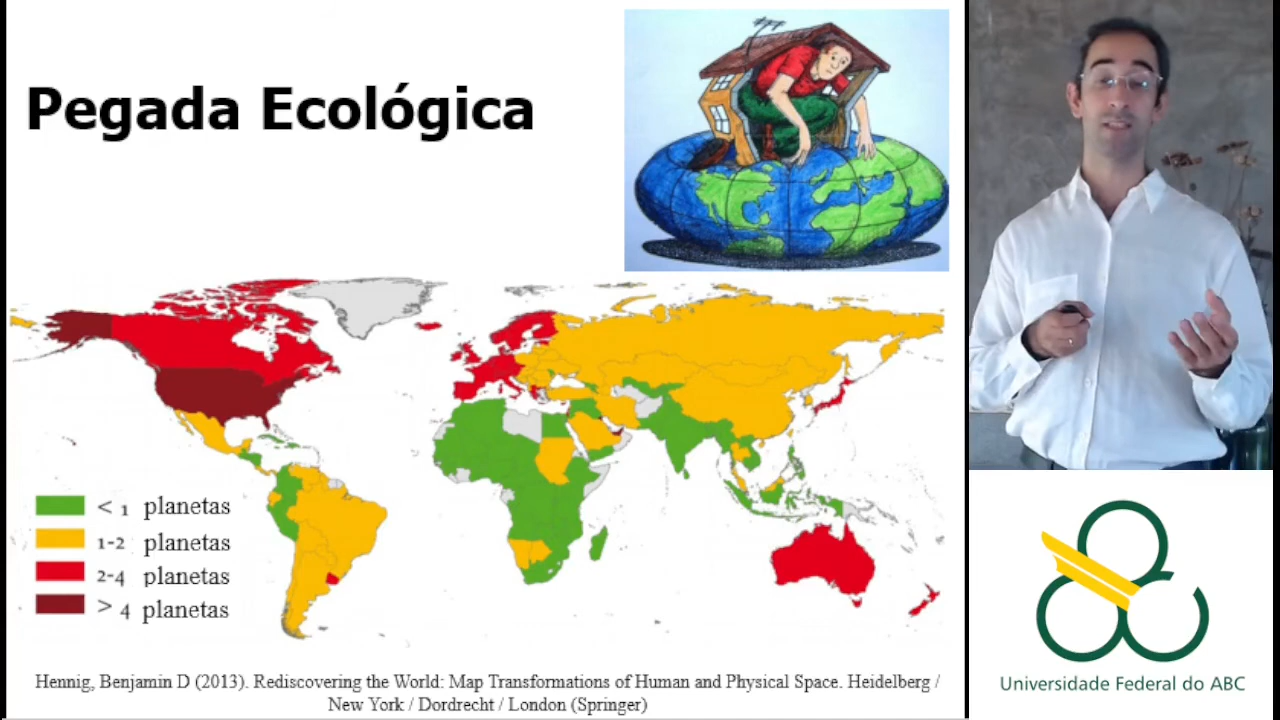 Pegada Ecológica
< 1 planetas
1-2 planetas
2-4 planetas
> 4 planetas
Hennig, Benjamin D (2013). Rediscovering the World: Map Transformations of Human and Physical Space. Heidelberg /
New York / Dordrecht / London (Springer)
Universidade Federal do ABC